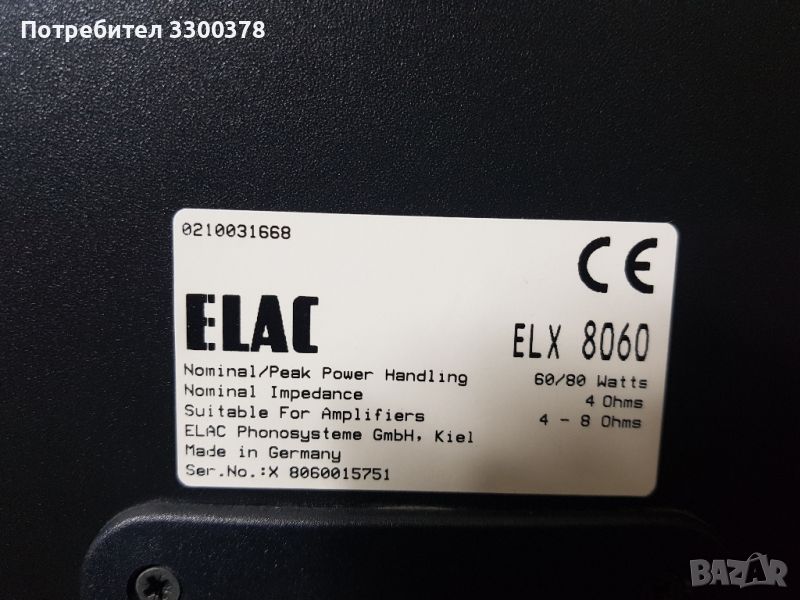 Потребител 3300378
0210031668
CE
ELAC
ELX 8060
Nominal/Peak Power Handling 60/80 Watts
Nominal Impedance 4 Ohms
Suitable For Amplifiers 4 - 8 Ohms
ELAC Phonosysteme GmbH, Kiel
Made in Germany
Ser.No.:X 8060015751
BAZAR